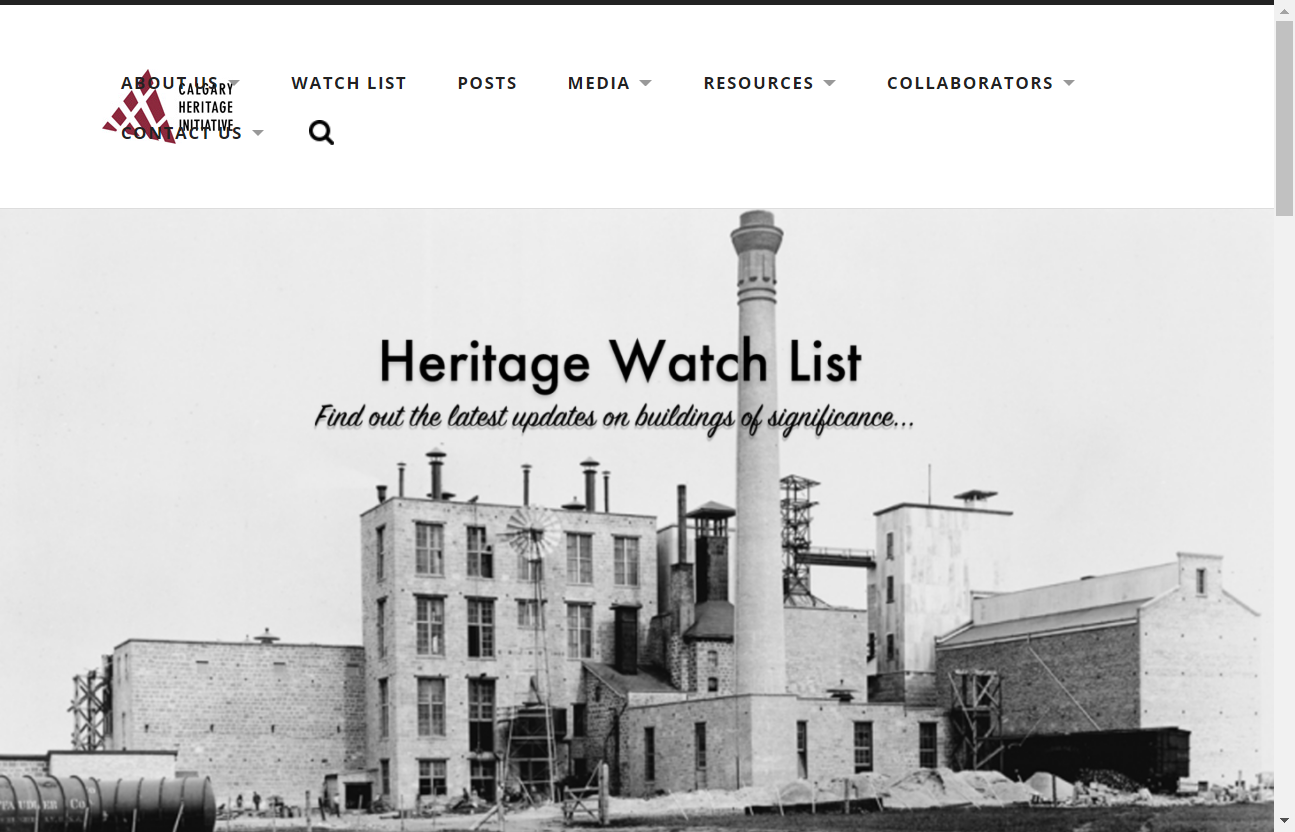 ABOUT US
WATCH LIST
POSTS
MEDIA
RESOURCES
COLLABORATORS
CALGARY
HERITAGE
INITIATIVE
CONTACT US
Heritage Watch List
Find out the latest updates on buildings of significance...
Co.